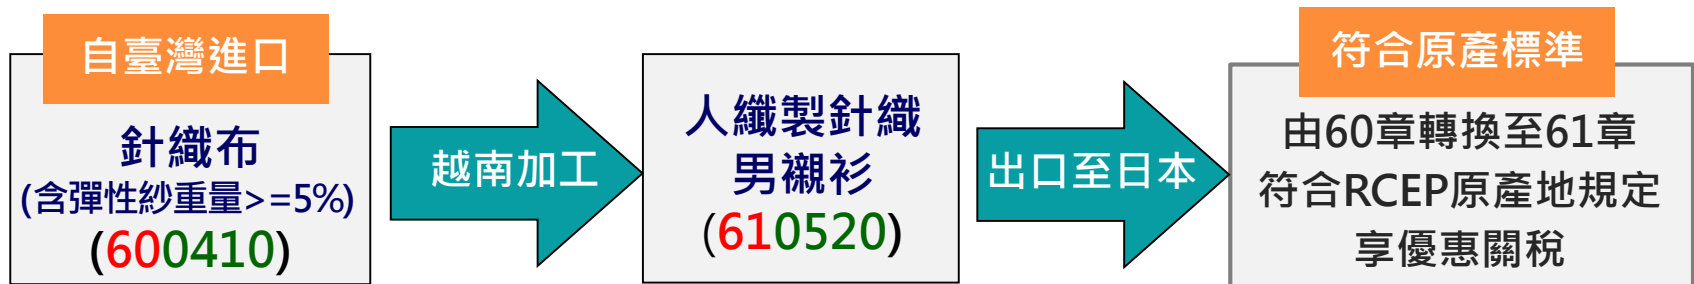 自臺灣進口
針織布
(含彈性紗重量>=5%)
(600410)
越南加工
人纖製針織
男襯衫
(610520)
出口至日本
符合原產標準
由60章轉換至61章
符合RCEP原產地規定
享優惠關稅